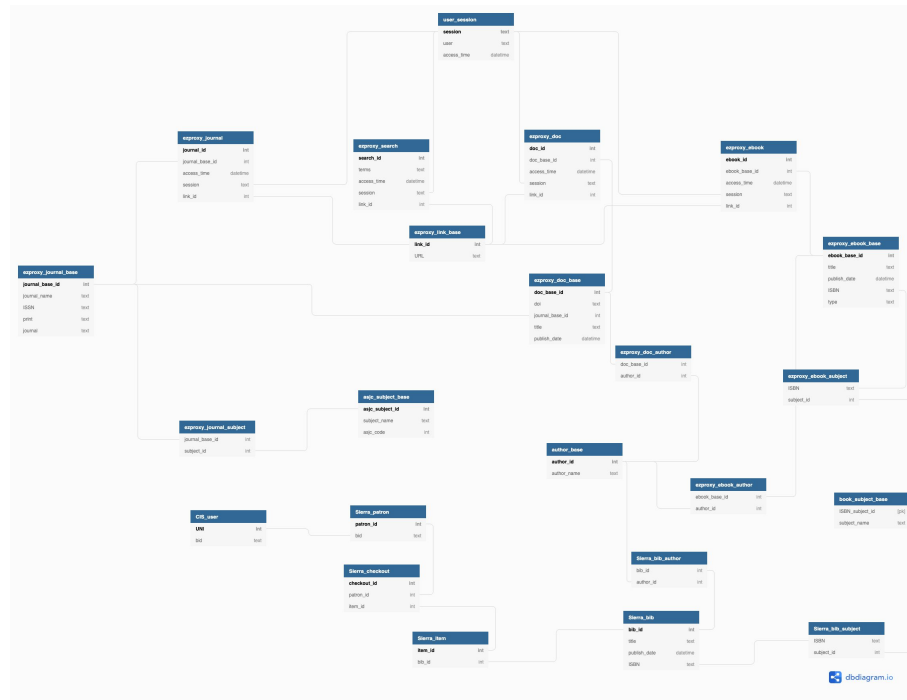 user_session
session text
user text
access_time datetime
ezproxy_journal
journal_id int
journal_base_id int
access_time datetime
session text
link_id int
ezproxy_search
search_id int
terms text
access_time datetime
session text
link_id int
ezproxy_doc
doc_id int
doc_base_id int
access_time datetime
session text
link_id int
ezproxy_ebook
ebook_id int
ebook_base_id int
access_time datetime
session text
link_id int
ezproxy_link_base
link_id int
URL text
ezproxy_ebook_base
ebook_base_id int
title text
publish_date datetime
ISBN text
type text
ezproxy_journal_base
journal_base_id int
journal_name text
ISSN text
print text
journal text
ezproxy_doc_base
doc_base_id int
doi text
journal_base_id int
title text
publish_date datetime
ezproxy_doc_author
doc_base_id int
author_id int
ezproxy_ebook_subject
ISBN text
subject_id int
asjc_subject_base
asjc_subject_id int
subject_name text
asjc_code int
ezproxy_journal_subject
journal_base_id int
subject_id int
author_base
author_id int
author_name text
ezproxy_ebook_author
ebook_base_id int
author_id int
book_subject_base
ISBN_subject_id [pk]
subject_name text
CIS_user
UNI int
bid text
Sierra_patron
patron_id int
bid text
Sierra_checkout
checkout_id int
patron_id int
item_id int
Sierra_bib_author
bib_id int
author_id int
Sierra_item
item_id int
bib_id int
Sierra_bib
bib_id int
title text
publish_date datetime
ISBN text
Sierra_bib_subject
ISBN text
subject_id int
dbdiagram.io